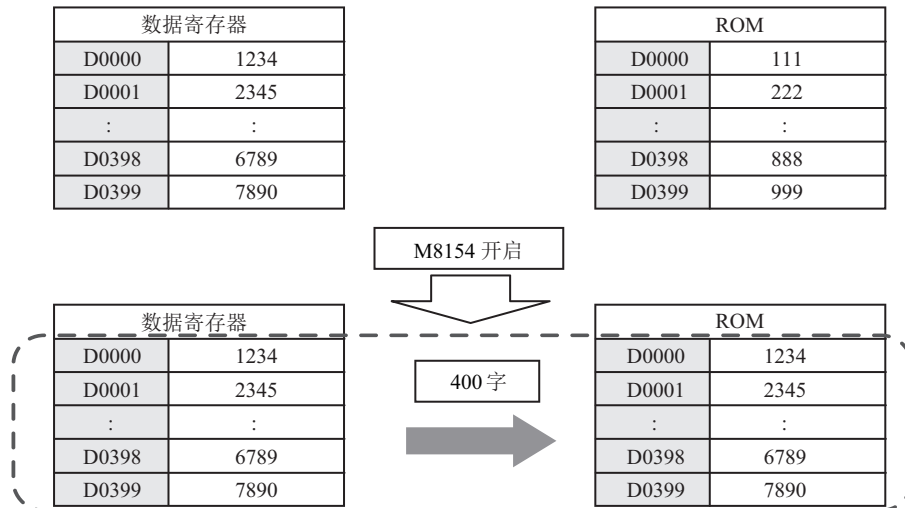 数据寄存器
D0000 1234
D0001 2345
: :
D0398 6789
D0399 7890
ROM
D0000 111
D0001 222
: :
D0398 888
D0399 999
M8154 开启
数据寄存器
D0000 1234
D0001 2345
: :
D0398 6789
D0399 7890
400 字
ROM
D0000 1234
D0001 2345
: :
D0398 6789
D0399 7890